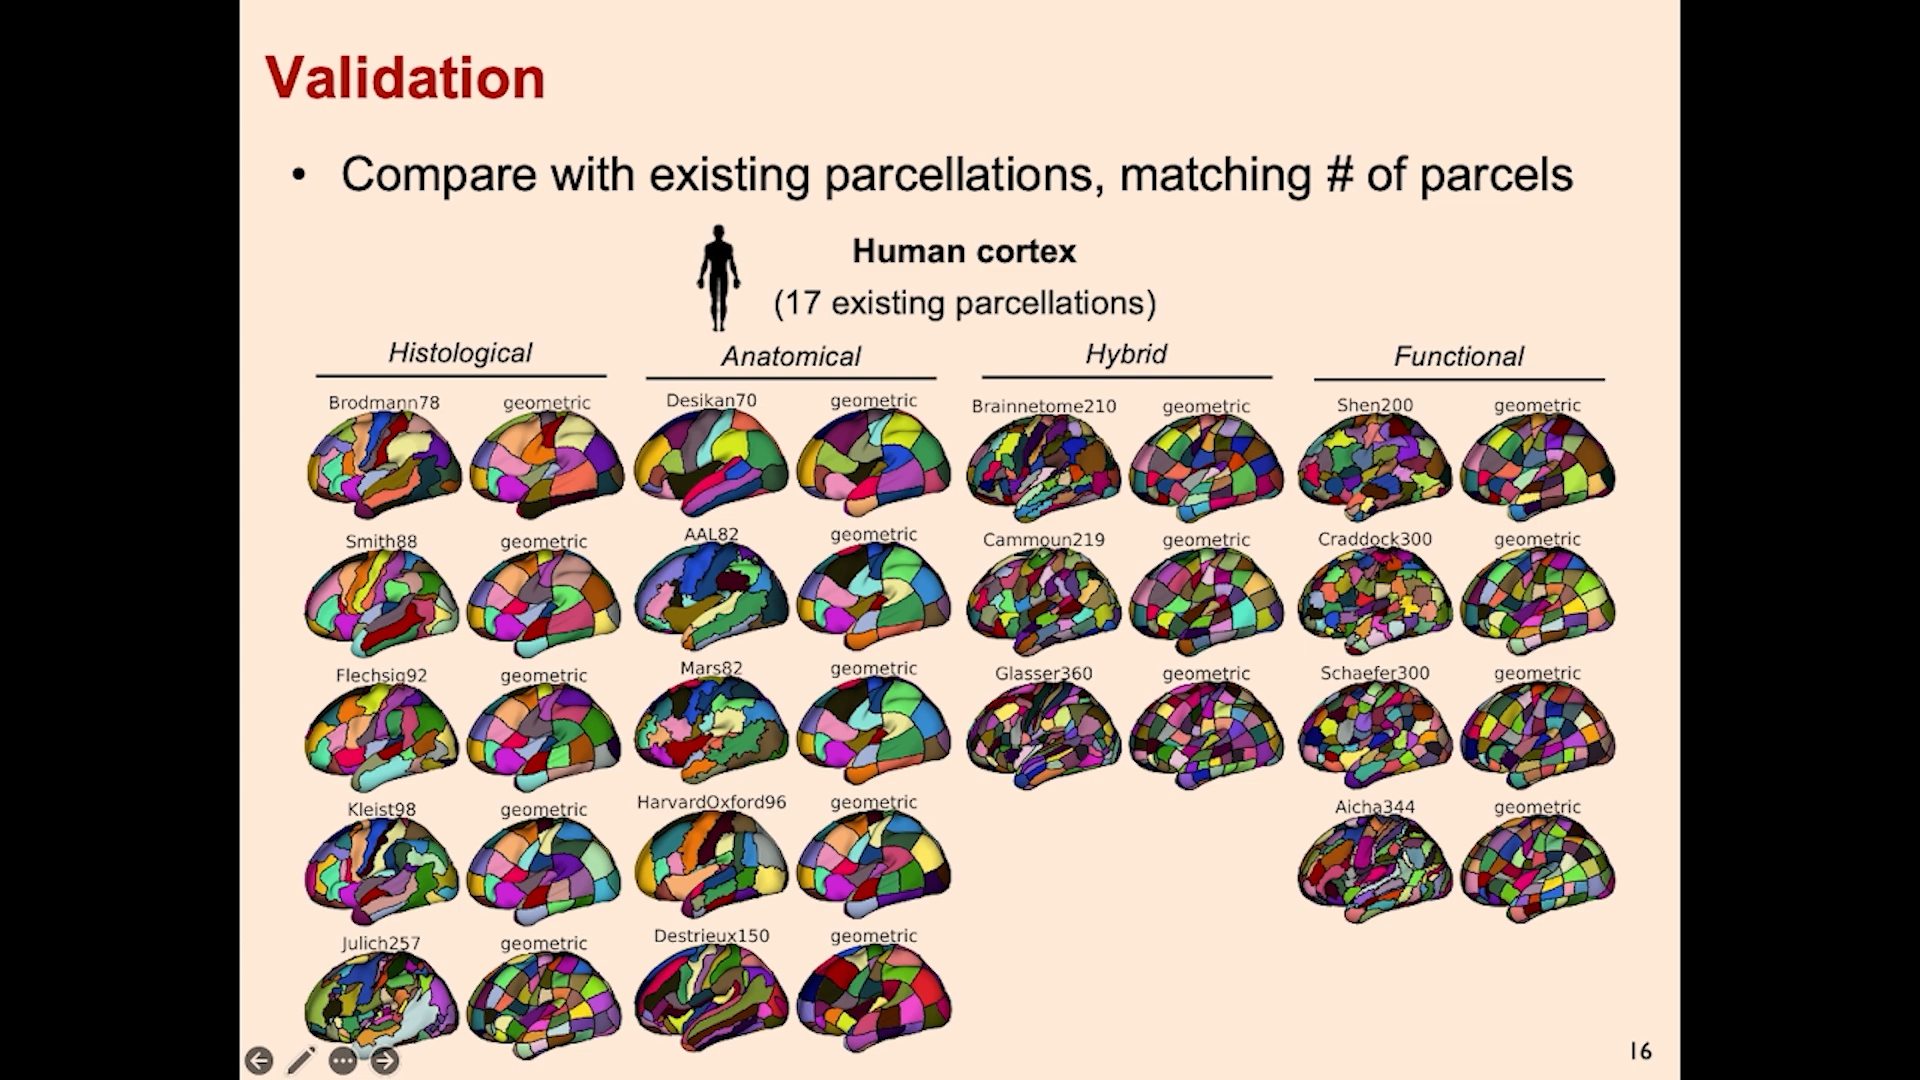 Validation
• Compare with existing parcellations, matching # of parcels
Human cortex
(17 existing parcellations)
Histological
Anatomical
Hybrid
Functional
Brodmann78 geometric Desikan70 geometric Brainnetome210 geometric Shen200 geometric
Smith88 geometric AAL82 geometric Cammoun219 geometric Craddock300 geometric
Flechsig92 geometric Mars82 geometric Glasser360 geometric Schaefer300 geometric
Kleist98 geometric HarvardOxford96 geometric Aicha344 geometric
Julich257 geometric Destrieux150 geometric
16